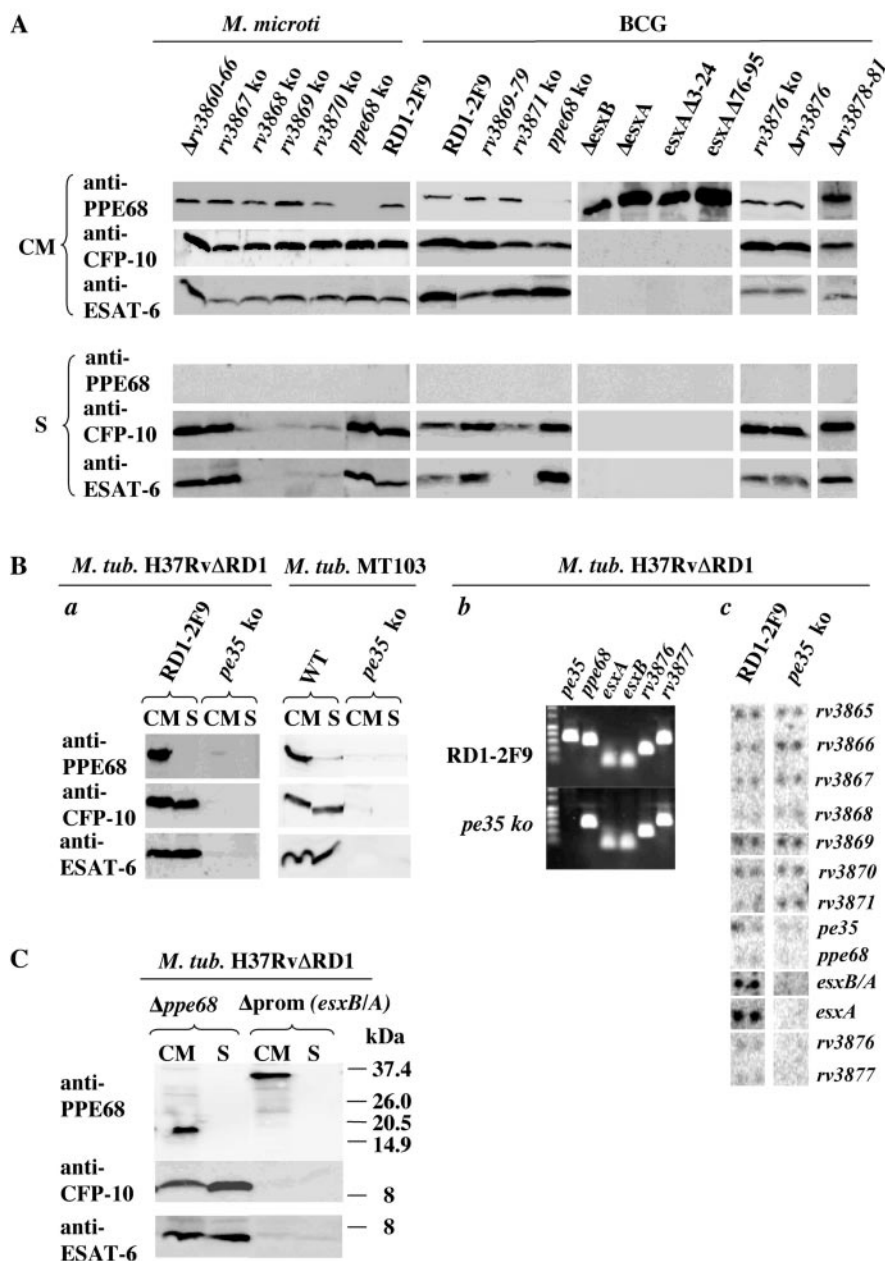 A
M. microti
BCG
Δrv3860-66
rv3867 ko
rv3868 ko
rv3869 ko
rv3870 ko
ppe68 ko
RD1-2F9
RD1-2F9
rv3869-79
rv3871 ko
ppe68 ko
ΔesxB
ΔesxA
esxAΔ3-24
esxAΔ76-95
rv3876 ko
Δrv3876
Δrv3878-81
CM
anti-
PPE68
anti-
CFP-10
anti-
ESAT-6
S
anti-
PPE68
anti-
CFP-10
anti-
ESAT-6
B
M. tub. H37RvΔRD1
M. tub. MT103
M. tub. H37RvΔRD1
a
RD1-2F9
pe35 ko
WT
pe35 ko
CM S CM S
CM S CM S
anti-
PPE68
anti-
CFP-10
anti-
ESAT-6
b
pe35
ppe68
esxA
esxB
rv3876
rv3877
RD1-2F9
pe35 ko
c
RD1-2F9
pe35 ko
rv3865
rv3866
rv3867
rv3868
rv3869
rv3870
rv3871
pe35
ppe68
esxB/A
esxA
rv3876
rv3877
C
M. tub. H37RvΔRD1
Δppe68 Δprom (esxB/A)
CM S CM S kDa
anti-
PPE68
37.4
26.0
20.5
14.9
anti-
CFP-10
8
anti-
ESAT-6
8